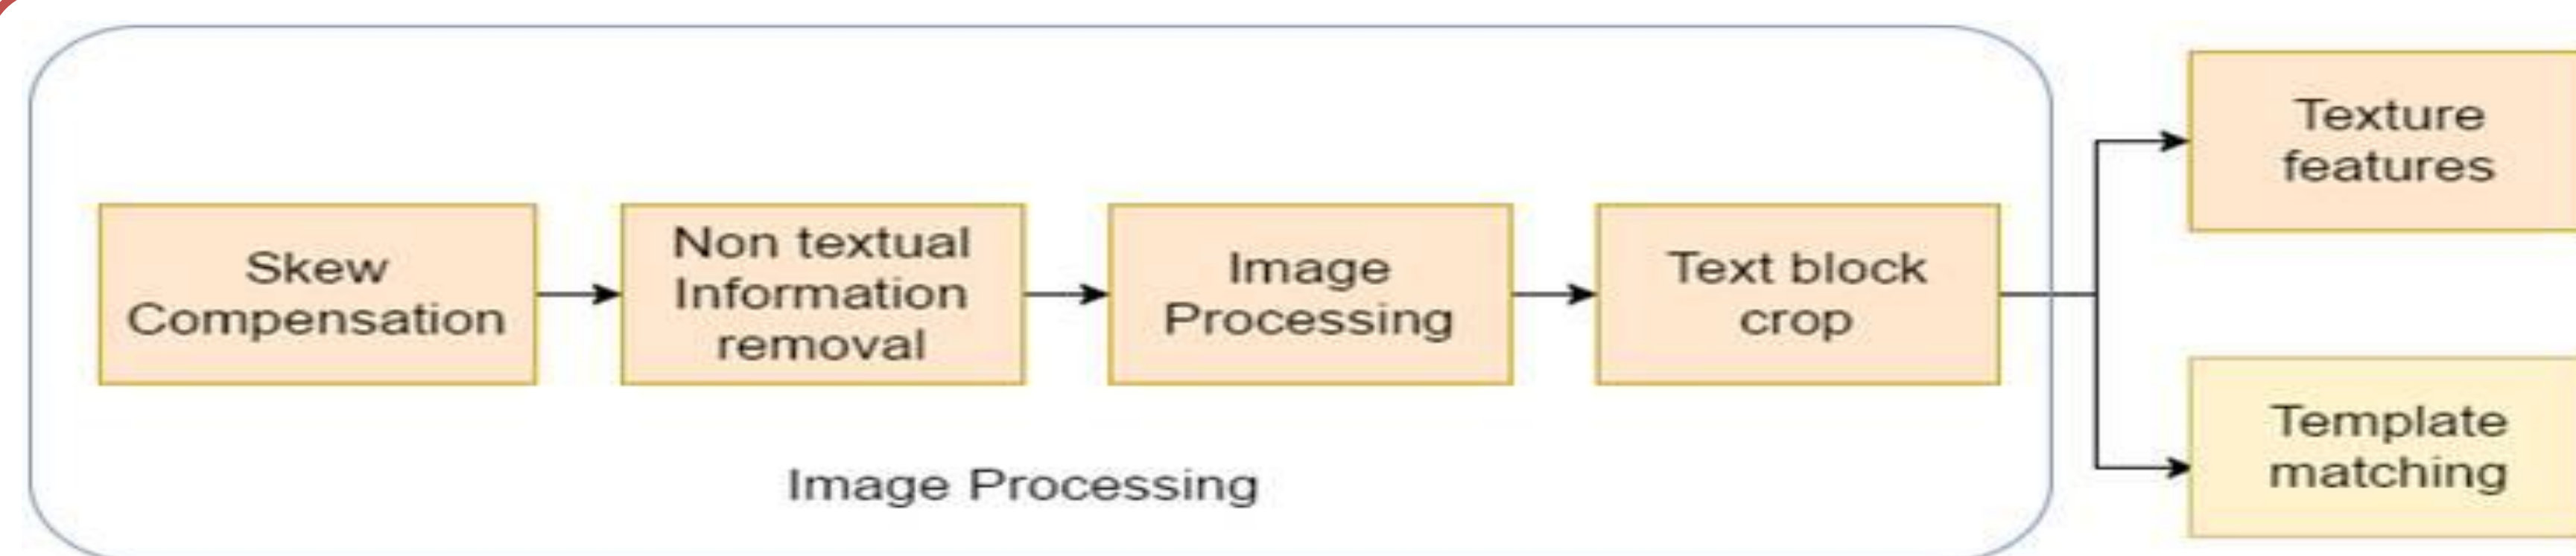 Skew
Compensation
Non textual
Information
removal
Image
Processing
Text block
crop
Texture
features
Template
matching
Image Processing